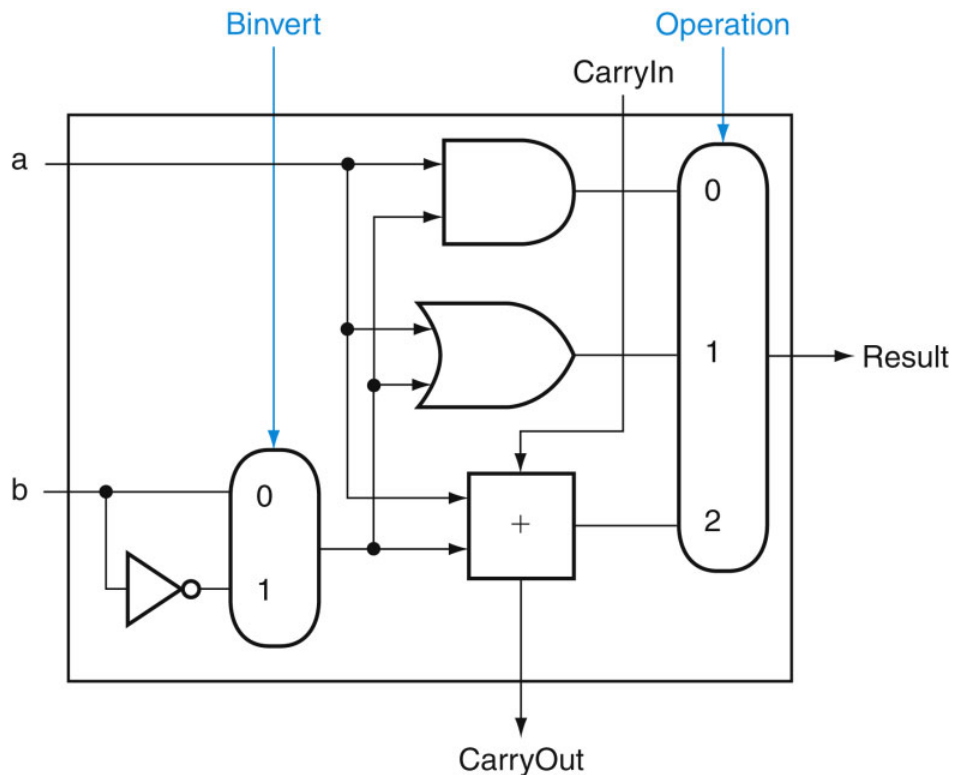 Binvert
Operation
CarryIn
a
0
1
Result
b
0
+
2
1
CarryOut